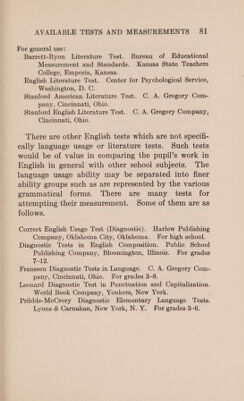 AVAILABLE TESTS AND MEASUREMENTS 81
For general use:
Barrett-Ryon Literature Test. Bureau of Educational
Measurement and Standards. Kansas State Teachers
College, Emporia, Kansas.
English Literature Test. Center for Psychological Service,
Washington, D. C.
Stanford American Literature Test. C. A. Gregory Com-
pany, Cincinnati, Ohio.
Stanford English Literature Test. C. A. Gregory Company,
Cincinnati, Ohio.
There are other English tests which are not specifi-
cally language usage or literature tests. Such tests
would be of value in comparing the pupil's work in
English in general with other school subjects. The
language usage ability may be separated into finer
ability groups such as are represented by the various
grammatical forms. There are many tests for
attempting their measurement. Some of them are as
follows.
Correct English Usage Test (Diagnostic). Harlow Publishing
Company, Oklahoma City, Oklahoma. For high school.
Diagnostic Tests in English Composition. Public School
Publishing Company, Bloomington, Illinois. For grades
7–12.
Franseen Diagnostic Tests in Language. C. A. Gregory Com-
pany, Cincinnati, Ohio. For grades 3–8.
Leonard Diagnostic Test in Punctuation and Capitalization.
World Book Company, Yonkers, New York.
Pribble-McCrory Diagnostic Elementary Language Tests.
Lyons & Carnahan, New York, N. Y. For grades 3–6.